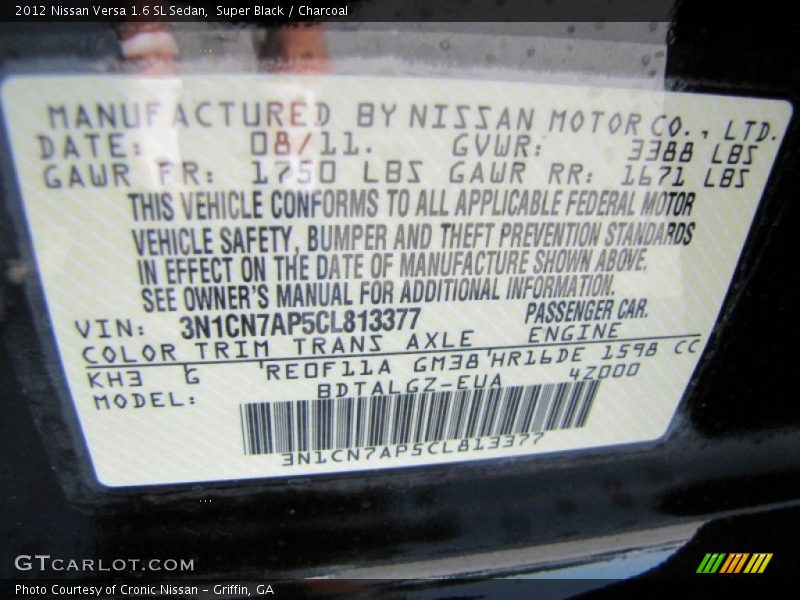 2012 Nissan Versa 1.6 SL Sedan,  Super Black / Charcoal
MANUFACTURED BY NISSAN MOTOR CO., LTD.
DATE: 08/11. GVWR: 3388 LBS
GAWR FR: 1750 LBS GAWR RR: 1671 LBS
THIS VEHICLE CONFORMS TO ALL APPLICABLE FEDERAL MOTOR
VEHICLE SAFETY, BUMPER AND THEFT PREVENTION STANDARDS
IN EFFECT ON THE DATE OF MANUFACTURE SHOWN ABOVE.
SEE OWNER'S MANUAL FOR ADDITIONAL INFORMATION.
VIN: 3N1CN7AP5CL813377 PASSENGER CAR.
COLOR TRIM TRANS AXLE ENGINE
KH3 G RE0F11A GM38 HR16DE 1598 CC
MODEL: BDTALGZ-EUA 4Z000
3N1CN7AP5CL813377
GTCARLOT.COM
Photo Courtesy of Cronic Nissan – Griffin, GA